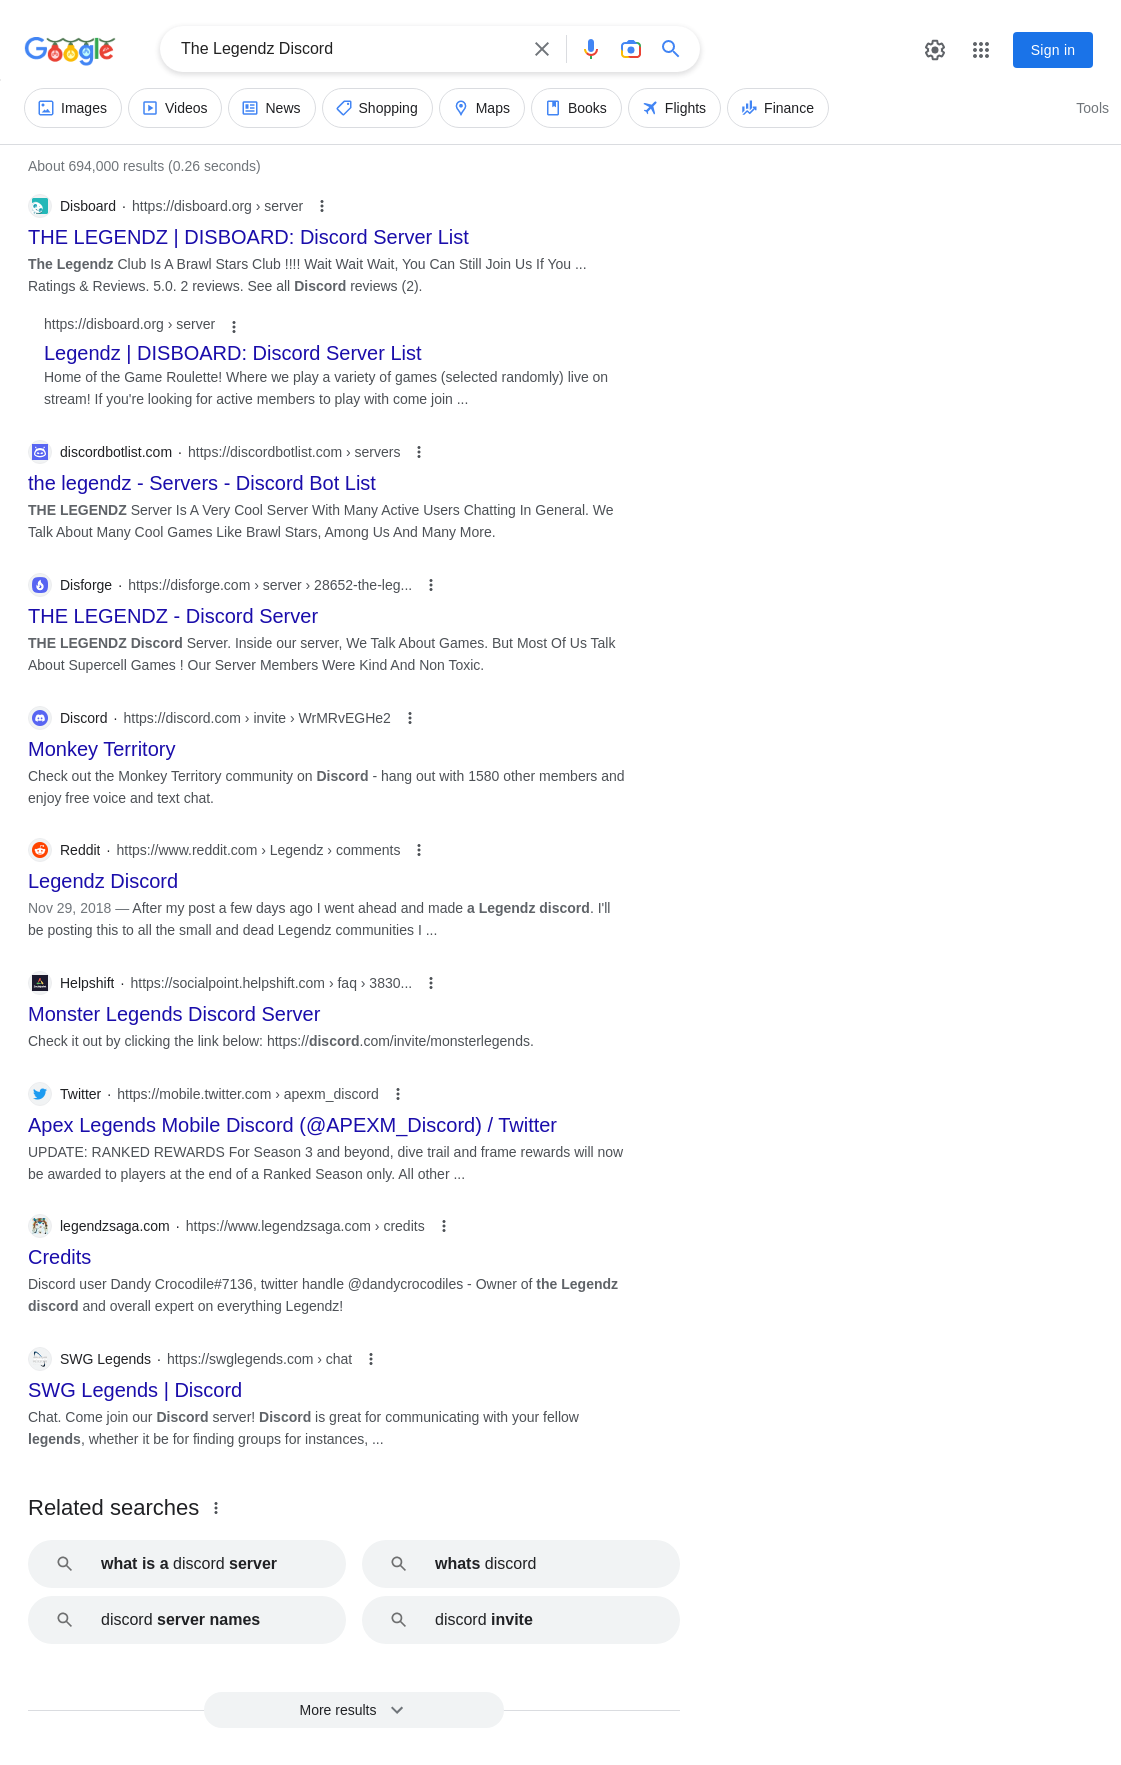 Google
The Legendz Discord
Sign in
Images
Videos
News
Shopping
Maps
Books
Flights
Finance
Tools
About 694,000 results (0.26 seconds)
Disboard · https://disboard.org › server
THE LEGENDZ | DISBOARD: Discord Server List
The Legendz Club Is A Brawl Stars Club !!!! Wait Wait Wait, You Can Still Join Us If You ...
Ratings & Reviews. 5.0. 2 reviews. See all Discord reviews (2).
https://disboard.org › server
Legendz | DISBOARD: Discord Server List
Home of the Game Roulette! Where we play a variety of games (selected randomly) live on
stream! If you're looking for active members to play with come join ...
discordbotlist.com · https://discordbotlist.com › servers
the legendz - Servers - Discord Bot List
THE LEGENDZ Server Is A Very Cool Server With Many Active Users Chatting In General. We
Talk About Many Cool Games Like Brawl Stars, Among Us And Many More.
Disforge · https://disforge.com › server › 28652-the-leg...
THE LEGENDZ - Discord Server
THE LEGENDZ Discord Server. Inside our server, We Talk About Games. But Most Of Us Talk
About Supercell Games ! Our Server Members Were Kind And Non Toxic.
Discord · https://discord.com › invite › WrMRvEGHe2
Monkey Territory
Check out the Monkey Territory community on Discord - hang out with 1580 other members and
enjoy free voice and text chat.
Reddit · https://www.reddit.com › Legendz › comments
Legendz Discord
Nov 29, 2018 — After my post a few days ago I went ahead and made a Legendz discord. I'll
be posting this to all the small and dead Legendz communities I ...
Helpshift · https://socialpoint.helpshift.com › faq › 3830...
Monster Legends Discord Server
Check it out by clicking the link below: https://discord.com/invite/monsterlegends.
Twitter · https://mobile.twitter.com › apexm_discord
Apex Legends Mobile Discord (@APEXM_Discord) / Twitter
UPDATE: RANKED REWARDS For Season 3 and beyond, dive trail and frame rewards will now
be awarded to players at the end of a Ranked Season only. All other ...
legendzsaga.com · https://www.legendzsaga.com › credits
Credits
Discord user Dandy Crocodile#7136, twitter handle @dandycrocodiles - Owner of the Legendz
discord and overall expert on everything Legendz!
SWG Legends · https://swglegends.com › chat
SWG Legends | Discord
Chat. Come join our Discord server! Discord is great for communicating with your fellow
legends, whether it be for finding groups for instances, ...
Related searches
what is a discord server
whats discord
discord server names
discord invite
More results